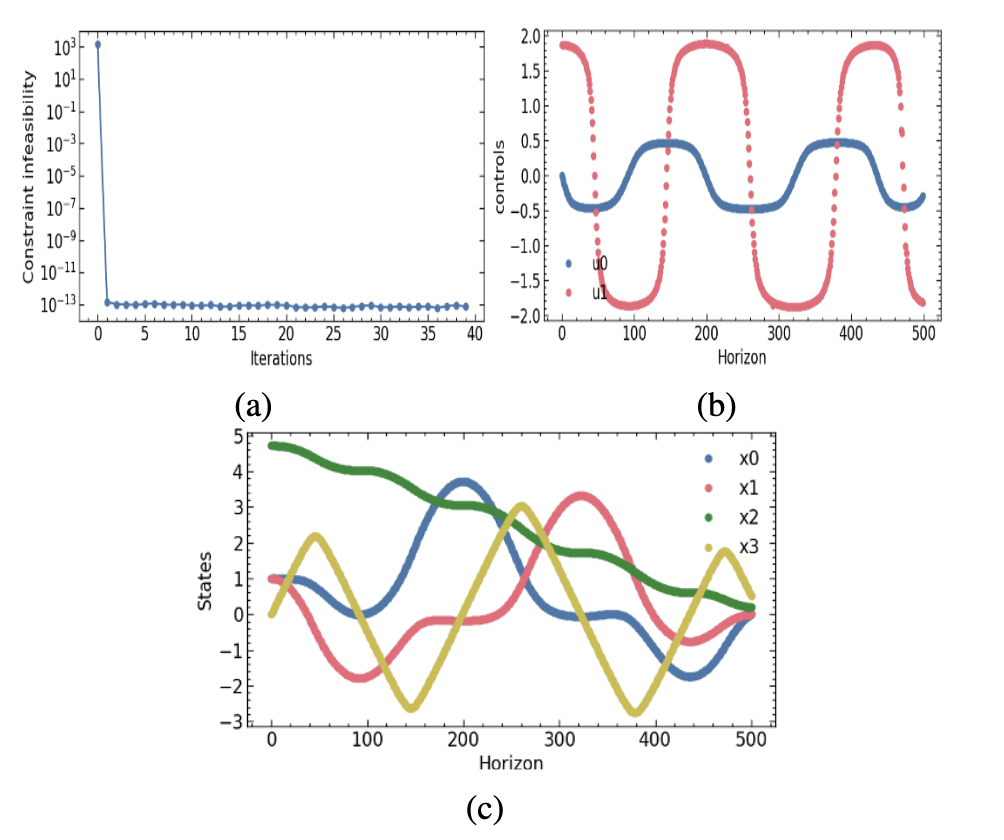 Constraint infeasibility
10³
10¹
10⁻¹
10⁻³
10⁻⁵
10⁻⁷
10⁻⁹
10⁻¹¹
10⁻¹³
0 5 10 15 20 25 30 35 40
Iterations
(a)
controls
2.0
1.5
1.0
0.5
0.0
−0.5
−1.0
−1.5
−2.0
u0
u1
0 100 200 300 400 500
Horizon
(b)
States
5
4
3
2
1
0
−1
−2
−3
x0
x1
x2
x3
0 100 200 300 400 500
Horizon
(c)